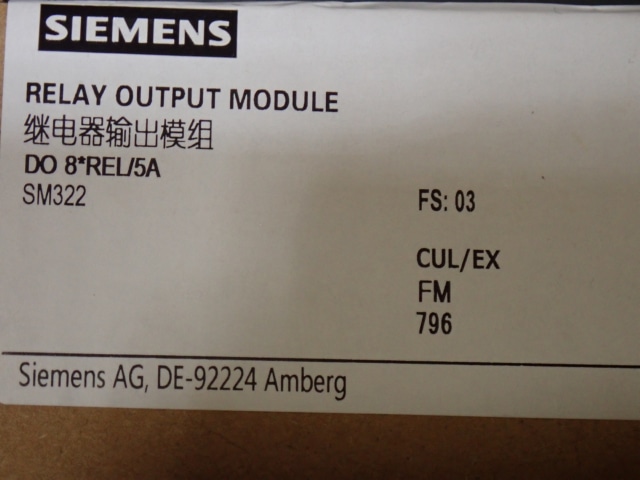 SIEMENS
RELAY OUTPUT MODULE
继电器输出模组
DO 8*REL/5A
SM322
FS: 03
CUL/EX
FM
796
Siemens AG, DE-92224 Amberg